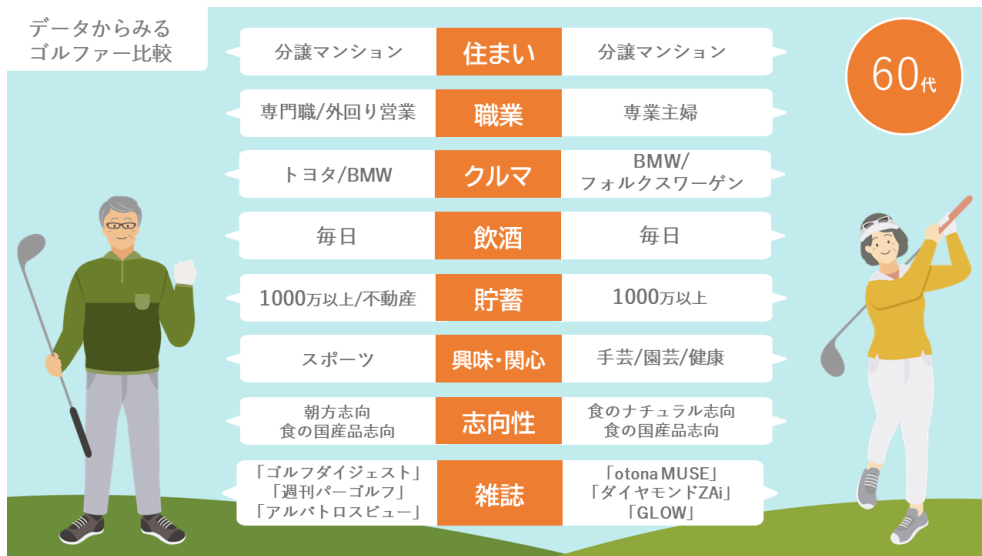 データからみる
ゴルファー比較
60代
分譲マンション
住まい
分譲マンション
専門職/外回り営業
職業
専業主婦
トヨタ/BMW
クルマ
BMW/
フォルクスワーゲン
毎日
飲酒
毎日
1000万以上/不動産
貯蓄
1000万以上
スポーツ
興味・関心
手芸/園芸/健康
朝方志向
食の国産品志向
志向性
食のナチュラル志向
食の国産品志向
「ゴルフダイジェスト」
「週刊パーゴルフ」
「アルバトロスビュー」
雑誌
「otona MUSE」
「ダイヤモンドZAi」
「GLOW」